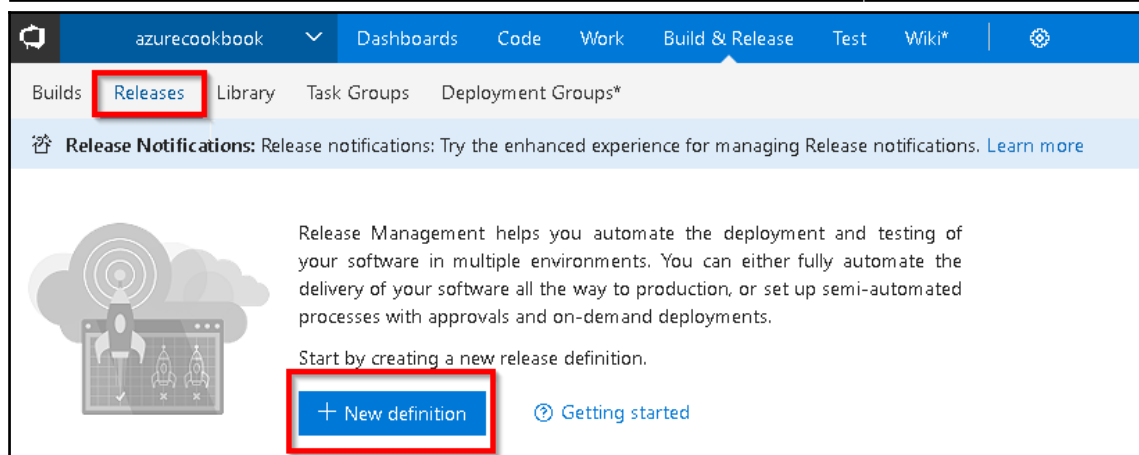 azurecookbook Dashboards Code Work Build & Release Test Wiki*
Builds Releases Library Task Groups Deployment Groups*
Release Notifications: Release notifications: Try the enhanced experience for managing Release notifications. Learn more
Release Management helps you automate the deployment and testing of
your software in multiple environments. You can either fully automate the
delivery of your software all the way to production, or set up semi-automated
processes with approvals and on-demand deployments.
Start by creating a new release definition.
+ New definition Getting started